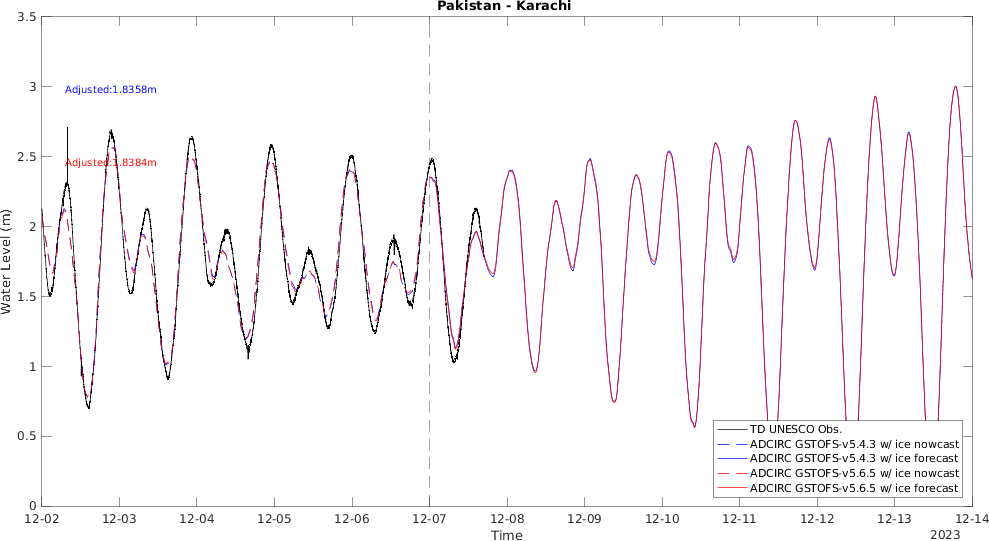 Pakistan - Karachi
3.5
3
2.5
2
1.5
1
0.5
0
Water Level (m)
Adjusted:1.8358m
Adjusted:1.8384m
TD UNESCO Obs.
ADCIRC GSTOFS-v5.4.3 w/ ice nowcast
ADCIRC GSTOFS-v5.4.3 w/ ice forecast
ADCIRC GSTOFS-v5.6.5 w/ ice nowcast
ADCIRC GSTOFS-v5.6.5 w/ ice forecast
12-02 12-03 12-04 12-05 12-06 12-07 12-08 12-09 12-10 12-11 12-12 12-13 12-14
Time
2023